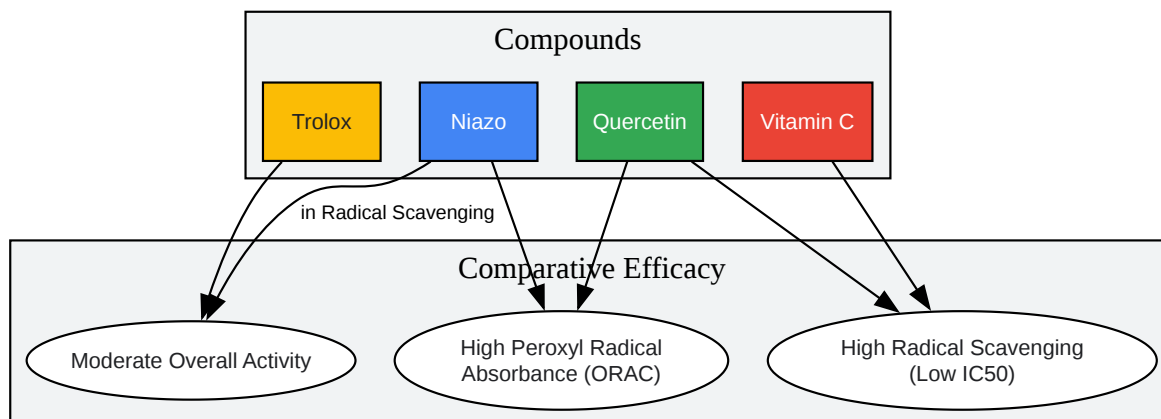 Compounds
Trolox
Niazo
Quercetin
Vitamin C
in Radical Scavenging
Comparative Efficacy
Moderate Overall Activity
High Peroxyl Radical
Absorbance (ORAC)
High Radical Scavenging
(Low IC50)